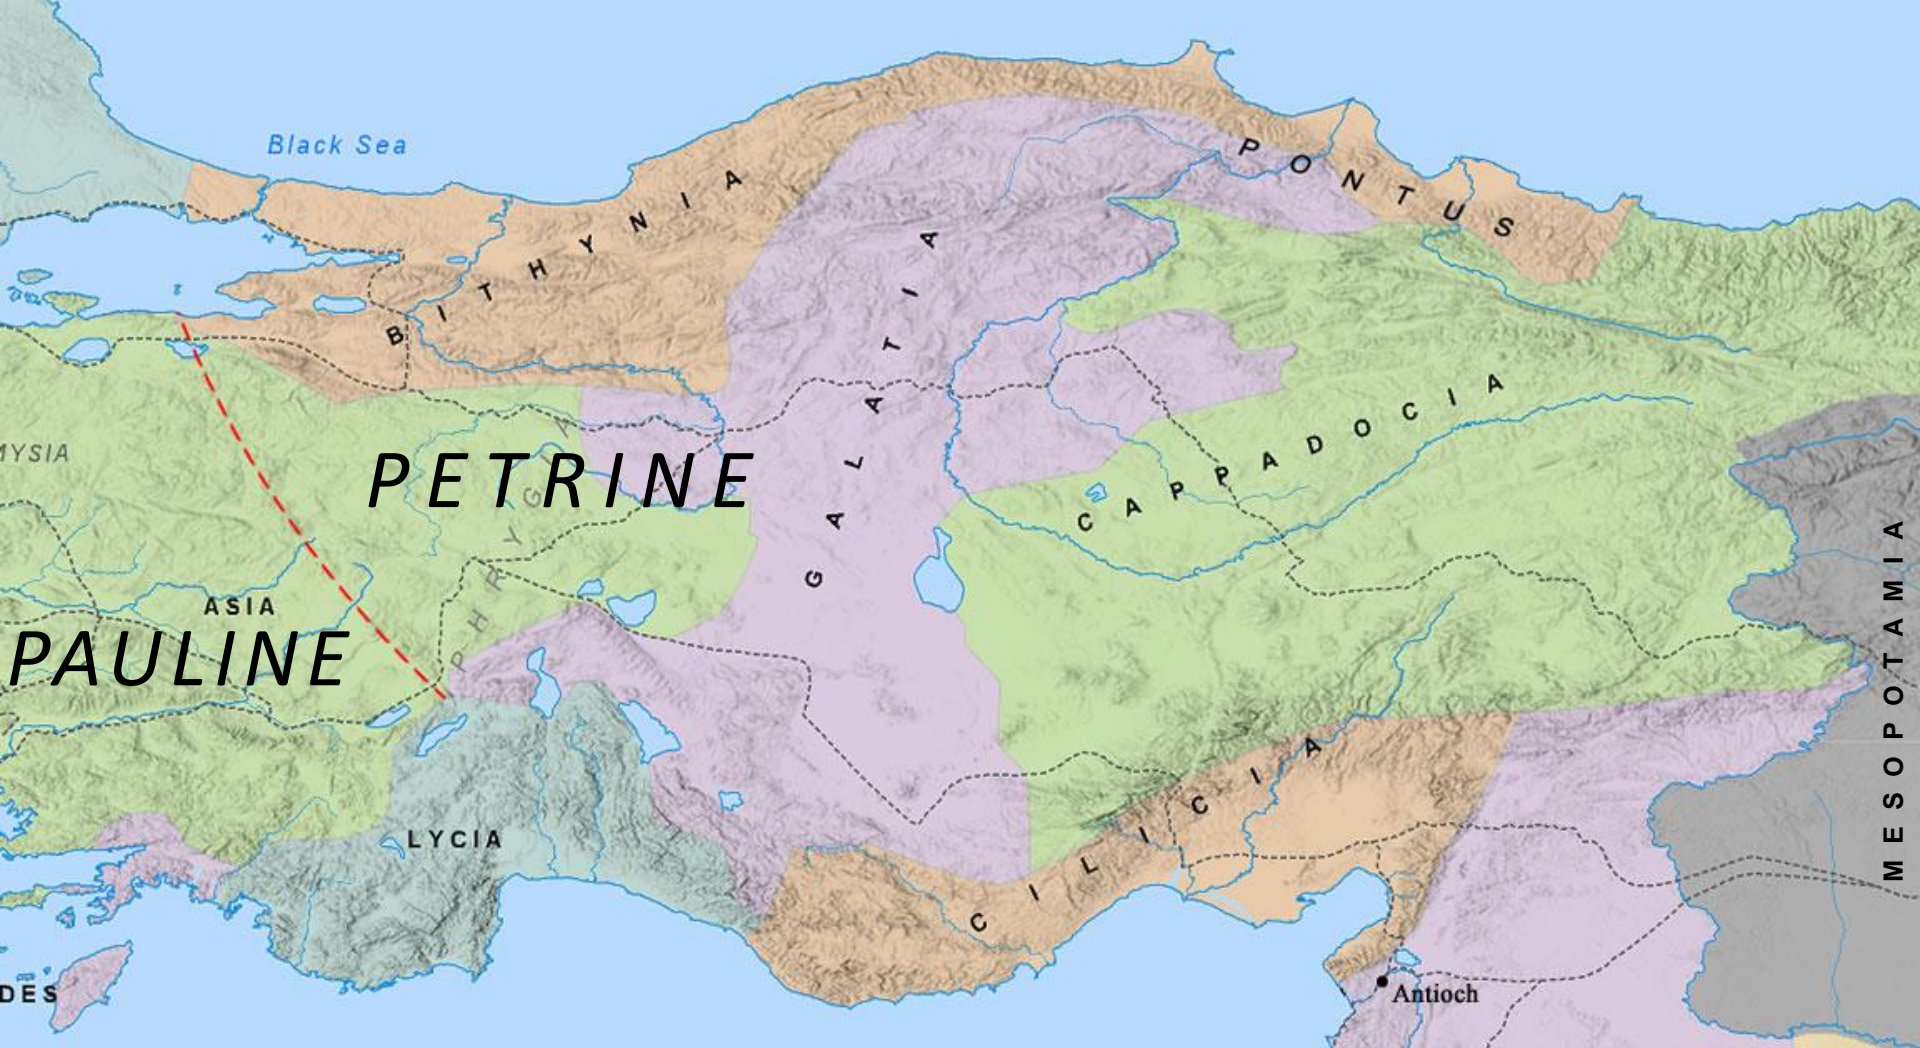 Black Sea
BITHYNIA
PONTUS
GALATIA
CAPPADOCIA
MYSIA
PETRINE
PHRYGIA
ASIA
PAULINE
MESOPOTAMIA
LYCIA
CILICIA
DES
Antioch